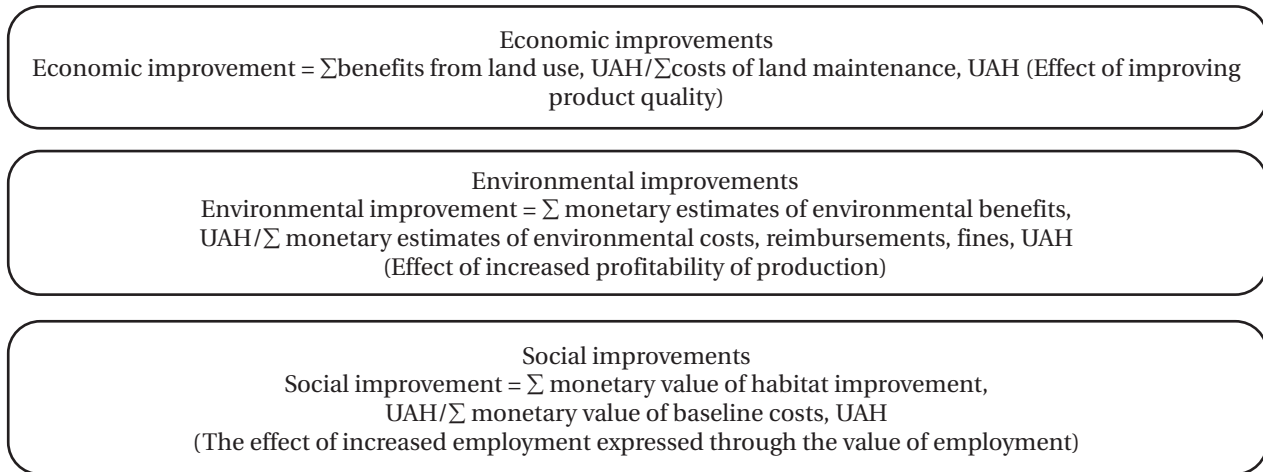 Economic improvements
Economic improvement = ∑benefits from land use, UAH/∑costs of land maintenance, UAH (Effect of improving
product quality)
Environmental improvements
Environmental improvement = ∑ monetary estimates of environmental benefits,
UAH/∑ monetary estimates of environmental costs, reimbursements, fines, UAH
(Effect of increased profitability of production)
Social improvements
Social improvement = ∑ monetary value of habitat improvement,
UAH/∑ monetary value of baseline costs, UAH
(The effect of increased employment expressed through the value of employment)